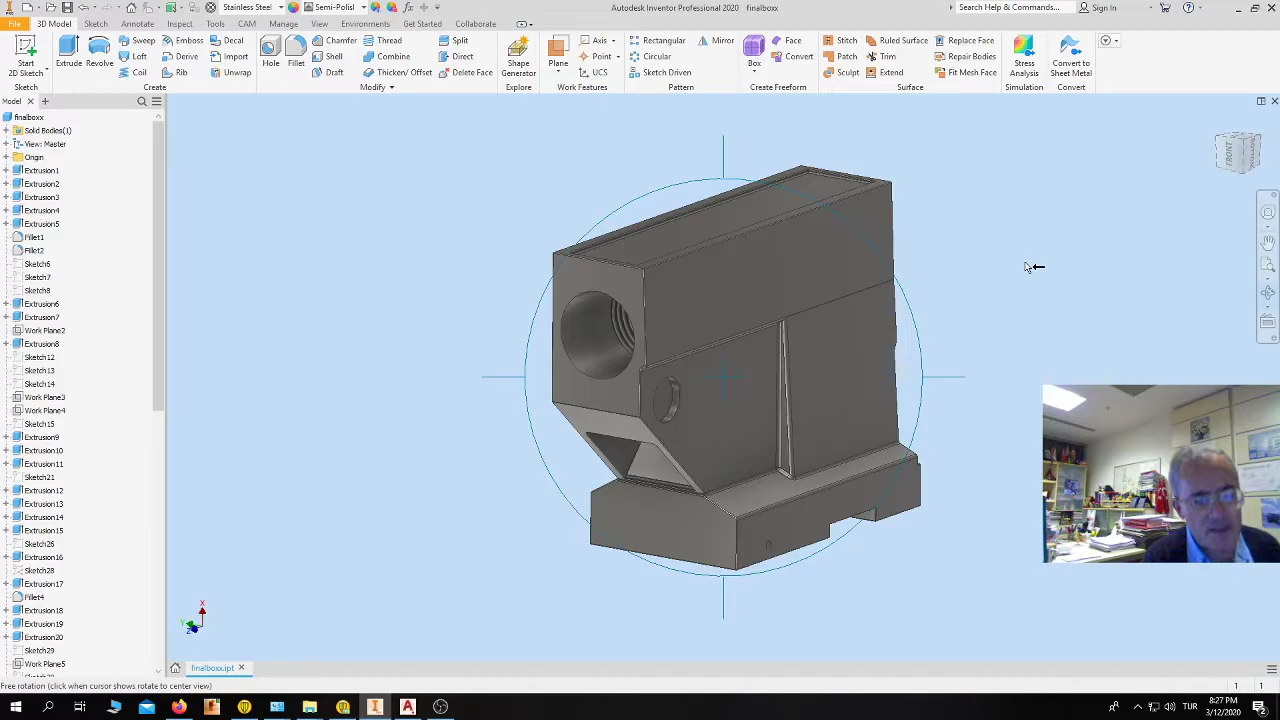 Stainless Steel
Semi-Polisl
Autodesk Inventor Professional 2020 finalboxx
Search Help & Commands...
Sign In
File 3D Model Sketch Annotate Inspect Tools CAM Manage View Environments Get Started Collaborate
Start
2D Sketch
Extrude
Revolve
Sweep
Loft
Coil
Emboss
Derive
Rib
Decal
Import
Unwrap
Hole
Fillet
Chamfer
Shell
Draft
Thread
Combine
Thicken/ Offset
Split
Direct
Delete Face
Shape
Generator
Plane
Axis
Point
UCS
Rectangular
Circular
Sketch Driven
Mirror
Box
Face
Convert
Stitch
Patch
Sculpt
Ruled Surface
Trim
Extend
Replace Face
Repair Bodies
Fit Mesh Face
Stress
Analysis
Convert to
Sheet Metal
Sketch Create Modify Explore Work Features Pattern Create Freeform Surface Simulation Convert
Model
finalboxx
Solid Bodies(1)
View: Master
Origin
Extrusion1
Extrusion2
Extrusion3
Extrusion4
Extrusion5
Fillet1
Fillet2
Sketch6
Sketch7
Sketch8
Extrusion6
Extrusion7
Work Plane2
Extrusion8
Sketch12
Sketch13
Sketch14
Work Plane3
Work Plane4
Sketch15
Extrusion9
Extrusion10
Extrusion11
Sketch21
Extrusion12
Extrusion13
Extrusion14
Extrusion15
Sketch26
Extrusion16
Sketch28
Extrusion17
Fillet4
Extrusion18
Extrusion19
Extrusion20
Sketch29
Work Plane5
FRONT
BOTTOM
X
Y
Z
finalboxx.ipt
Free rotation (click when cursor shows rotate to center view)
1 1
TUR
8:27 PM
3/12/2020
2